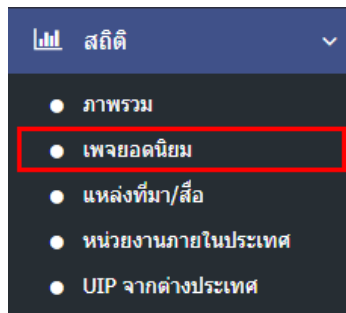 สถิติ
ภาพรวม
เพจยอดนิยม
แหล่งที่มา/สื่อ
หน่วยงานภายในประเทศ
UIP จากต่างประเทศ